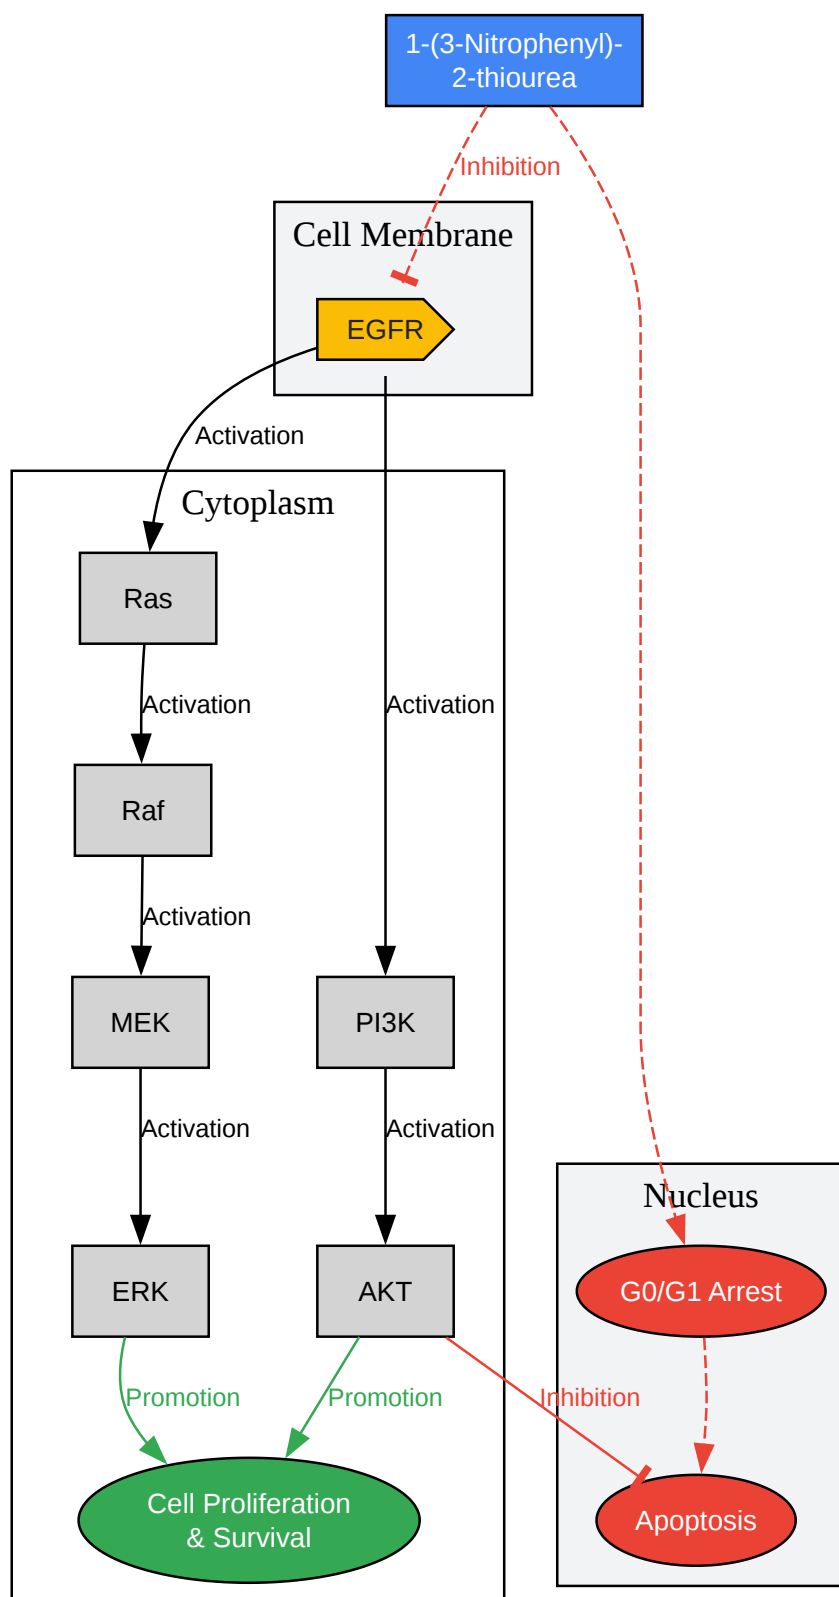 1-(3-Nitrophenyl)-
2-thiourea
Inhibition
Cell Membrane
EGFR
Activation
Cytoplasm
Ras
Activation
Activation
Raf
Activation
MEK
PI3K
Activation
Activation
Nucleus
ERK
AKT
G0/G1 Arrest
Promotion
Promotion
Inhibition
Cell Proliferation
& Survival
Apoptosis